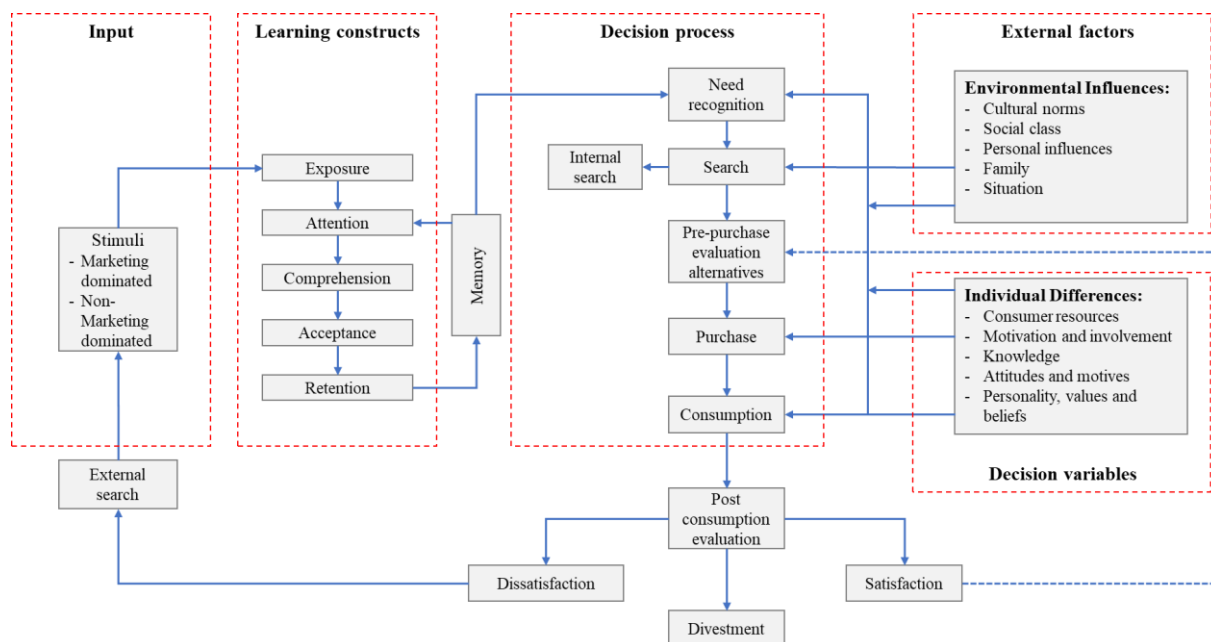 Input
Stimuli
- Marketing
dominated
- Non-
Marketing
dominated
External
search
Learning constructs
Exposure
Attention
Comprehension
Acceptance
Retention
Memory
Decision process
Need
recognition
Internal
search
Search
Pre-purchase
evaluation
alternatives
Purchase
Consumption
Post
consumption
evaluation
Dissatisfaction
Satisfaction
Divestment
External factors
Environmental Influences:
- Cultural norms
- Social class
- Personal influences
- Family
- Situation
Individual Differences:
- Consumer resources
- Motivation and involvement
- Knowledge
- Attitudes and motives
- Personality, values and
beliefs
Decision variables